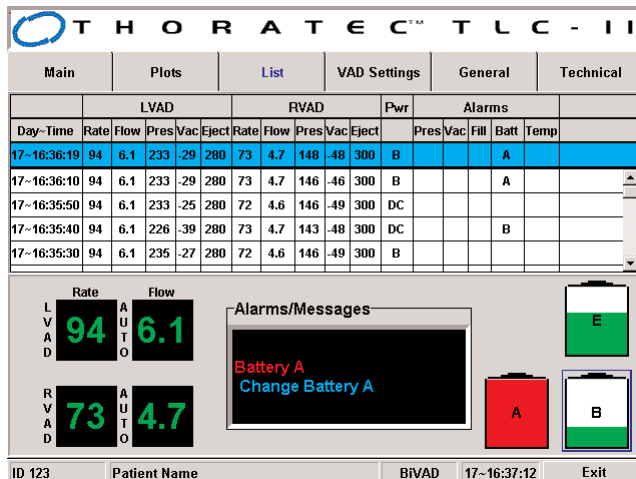 THORATEC™ TLC-II
Main Plots List VAD Settings General Technical
LVAD RVAD Pwr Alarms
Day~Time Rate Flow Pres Vac Eject Rate Flow Pres Vac Eject Pres Vac Fill Batt Temp
17~16:36:19 94 6.1 233 -29 280 73 4.7 148 -48 300 B A
17~16:36:10 94 6.1 233 -29 280 73 4.7 146 -46 300 B A
17~16:35:50 94 6.1 233 -25 280 72 4.6 146 -49 300 DC
17~16:35:40 94 6.1 226 -39 280 73 4.7 143 -48 300 DC B
17~16:35:30 94 6.1 235 -27 280 72 4.6 146 -49 300 B
Rate Flow
LVAD 94 AUTO 6.1
Alarms/Messages
Battery A
Change Battery A
E
RVAD 73 AUTO 4.7
A B
ID 123 Patient Name BiVAD 17~16:37:12 Exit